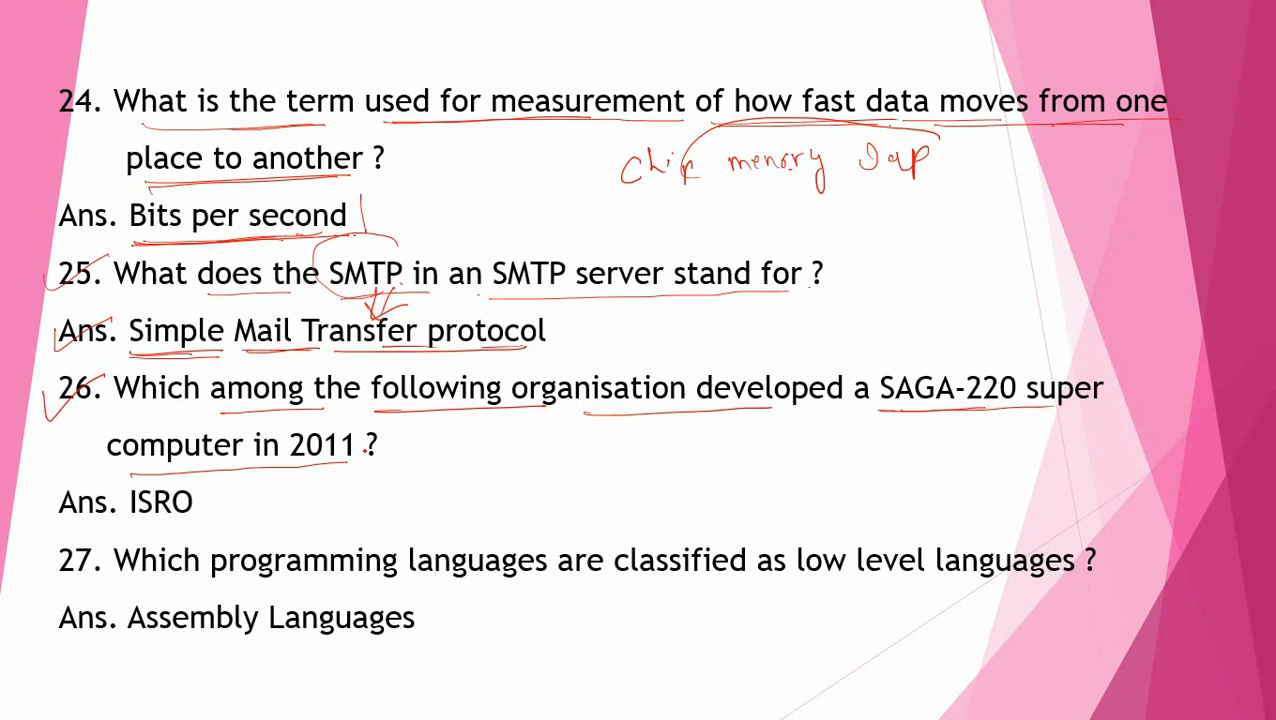 24. What is the term used for measurement of how fast data moves from one
place to another ?
menory
Ans. Bits per second
25. What does the SMTP in an SMTP server stand for ?
Ans. Simple Mail Transfer protocol
26. Which among the following organisation developed a SAGA-220 super
computer in 2011 ?
Ans. ISRO
27. Which programming languages are classified as low level languages ?
Ans. Assembly Languages